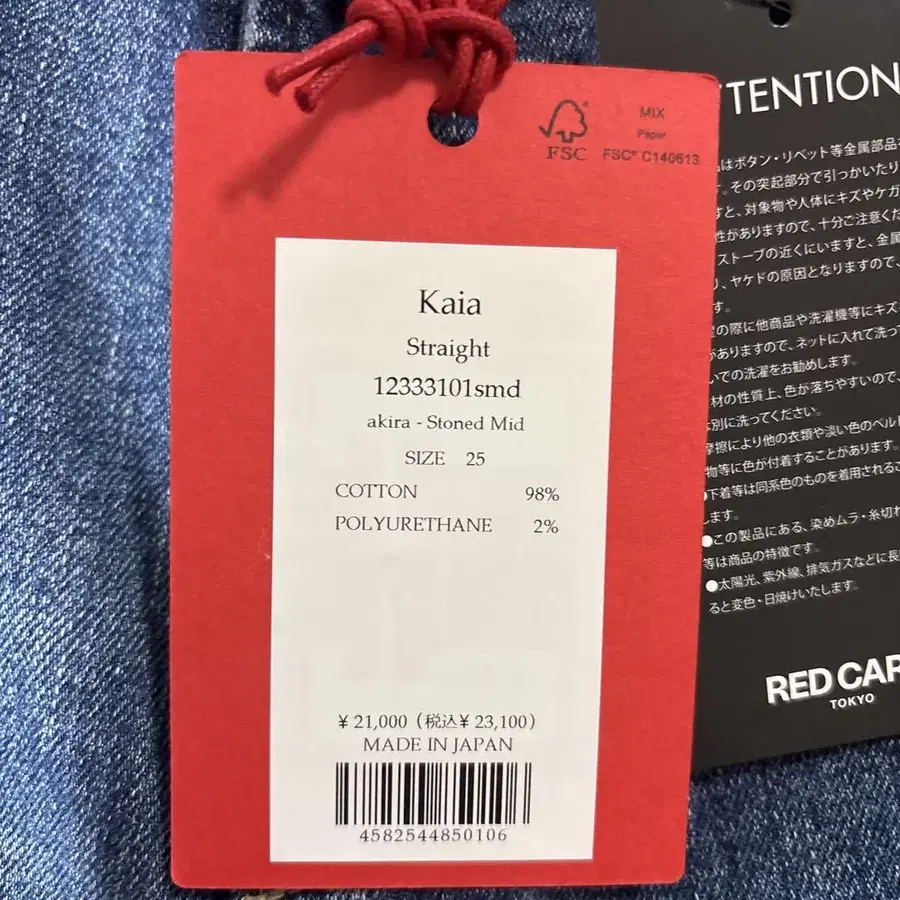 FSC
MIX
Paper
FSC® C140613
Kaia
Straight
12333101smd
akira - Stoned Mid
SIZE 25
COTTON 98%
POLYURETHANE 2%
¥ 21,000 (税込¥ 23,100)
MADE IN JAPAN
4582544850106
TTENTION
はボタン・リベット等金属部品
その突起部分で引っかいたり
すと、対象物や人体にキズやケガ
性がありますので、十分ご注意くだ
ストーブの近くにいますと、金属
り、ヤケドの原因となりますので、
す。
の際に他商品や洗濯機等にキズ
がありますので、ネットに入れて洗っ
いでの洗濯をお勧めします。
材の性質上、色が落ちやすいので、
別に洗ってください。
摩擦により他の衣類や淡い色のベルト
物等に色が付着することがあります。
●下着等は同系色のものを着用されるこ
します。
●この製品にある、染めムラ・糸切れ
等は商品の特徴です。
●太陽光、紫外線、排気ガスなどに長
ると変色・日焼けいたします。
RED CAR
TOKYO